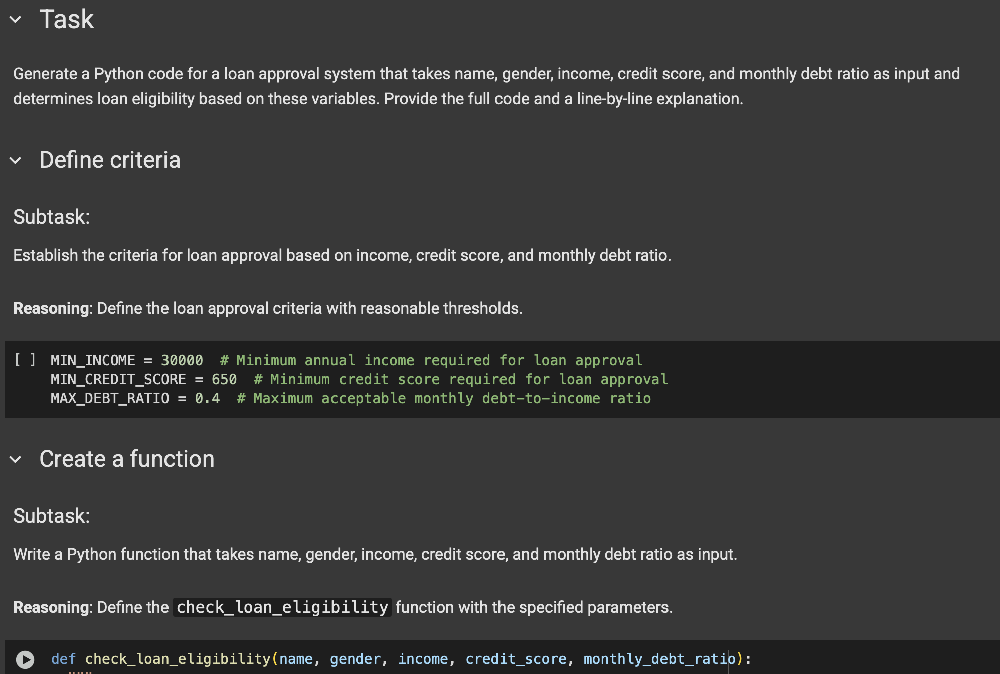 Task
Generate a Python code for a loan approval system that takes name, gender, income, credit score, and monthly debt ratio as input and
determines loan eligibility based on these variables. Provide the full code and a line-by-line explanation.
Define criteria
Subtask:
Establish the criteria for loan approval based on income, credit score, and monthly debt ratio.
Reasoning: Define the loan approval criteria with reasonable thresholds.
[ ] MIN_INCOME = 30000  # Minimum annual income required for loan approval
MIN_CREDIT_SCORE = 650  # Minimum credit score required for loan approval
MAX_DEBT_RATIO = 0.4  # Maximum acceptable monthly debt-to-income ratio
Create a function
Subtask:
Write a Python function that takes name, gender, income, credit score, and monthly debt ratio as input.
Reasoning: Define the check_loan_eligibility function with the specified parameters.
def check_loan_eligibility(name, gender, income, credit_score, monthly_debt_ratio):